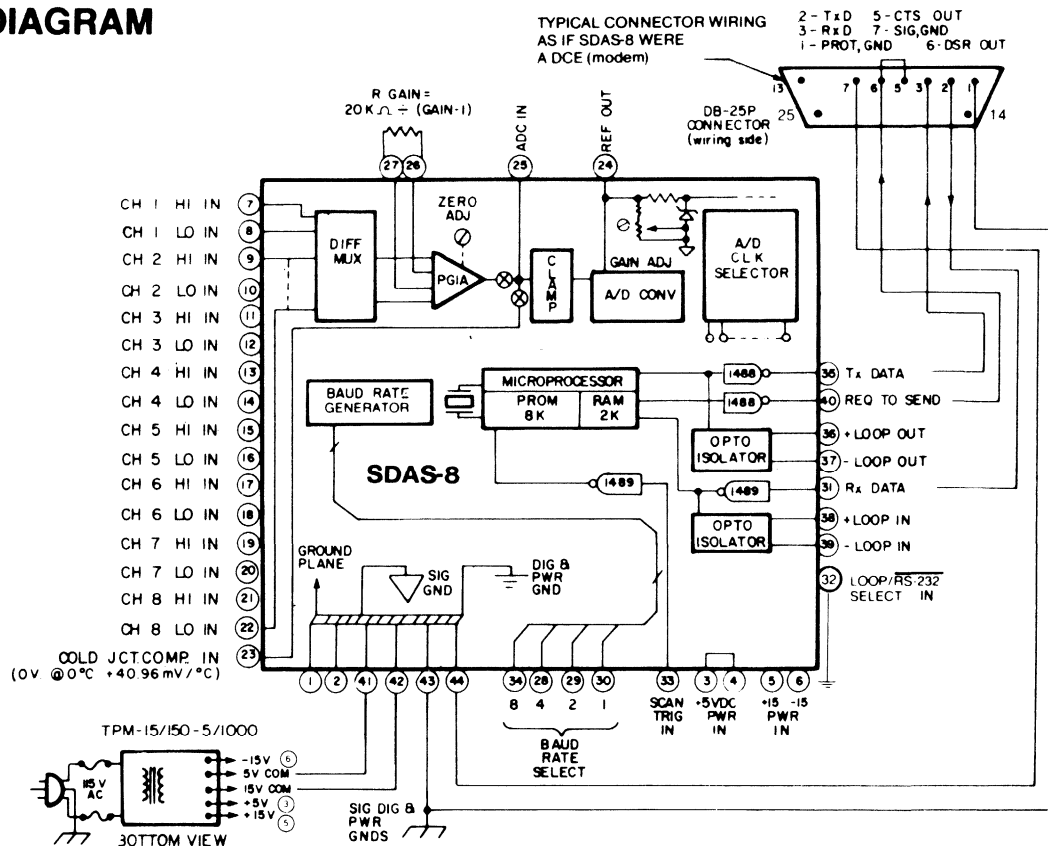 DIAGRAM
TYPICAL CONNECTOR WIRING
AS IF SDAS-8 WERE
A DCE (modem)
2 - TxD 5 - CTS OUT
3 - RxD 7 - SIG,GND
1 - PROT, GND 6 - DSR OUT
13 7 6 5 3 2 1
25 14
DB-25P
CONNECTOR
(wiring side)
R GAIN =
20 K Ω ÷ (GAIN-1)
ADC IN
REF OUT
27 26 25 24
CH 1 HI IN 7
CH 1 LO IN 8
CH 2 HI IN 9
CH 2 LO IN 10
CH 3 HI IN 11
CH 3 LO IN 12
CH 4 HI IN 13
CH 4 LO IN 14
CH 5 HI IN 15
CH 5 LO IN 16
CH 6 HI IN 17
CH 6 LO IN 18
CH 7 HI IN 19
CH 7 LO IN 20
CH 8 HI IN 21
CH 8 LO IN 22
COLD JCT.COMP. IN 23
(0V @0°C +40.96 mV/°C)
DIFF
MUX
ZERO
ADJ
PGIA
CLAMP
GAIN ADJ
A/D CONV
A/D
CLK
SELECTOR
BAUD RATE
GENERATOR
MICROPROCESSOR
PROM
8K
RAM
2K
SDAS-8
1488
1488
OPTO
ISOLATOR
1489
1489
OPTO
ISOLATOR
35 Tx DATA
40 REQ TO SEND
36 +LOOP OUT
37 - LOOP OUT
31 Rx DATA
38 +LOOP IN
39 - LOOP IN
32 LOOP/RS-232
SELECT IN
GROUND
PLANE
SIG
GND
DIG &
PWR
GND
1 2 41 42 43 44 34 28 29 30 33 3 4 5 6
8 4 2 1
BAUD
RATE
SELECT
SCAN
TRIG
IN
+5VDC
PWR
IN
+15 -15
PWR
IN
TPM-15/150-5/1000
115 V
AC
-15V 6
5V COM
15V COM
+5V 3
+15V 5
BOTTOM VIEW
SIG DIG &
PWR
GNDS